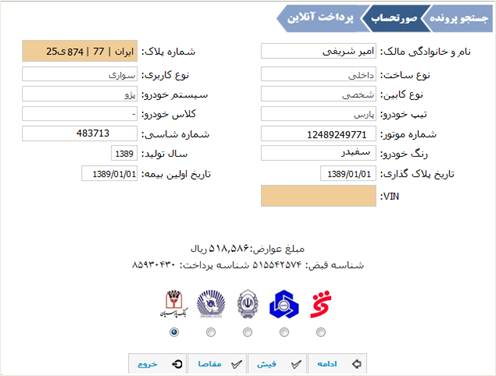 جستجو پرونده صورتحساب پرداخت آنلاین
نام و خانوادگی مالک: امیر شریفی
شماره پلاک: ایران | 77 | 874ی25
نوع ساخت: داخلی
نوع کاربری: سواری
نوع کابین: شخصی
سیستم خودرو: پژو
تیپ خودرو: پارس
کلاس خودرو: -
شماره موتور: 12489249771
شماره شاسی: 483713
رنگ خودرو: سفیدر
سال تولید: 1389
تاریخ پلاک گذاری: 1389/01/01
تاریخ اولین بیمه: 1389/01/01
VIN:
مبلغ عوارض: ۵۱۸,۵۸۶ ریال
شناسه قبض: ۵۱۵۵۴۲۵۷۴ شناسه پرداخت: ۸۵۹۳۰۴۳۰
بانک پارسیان
ادامه فیش مفاصا خروج